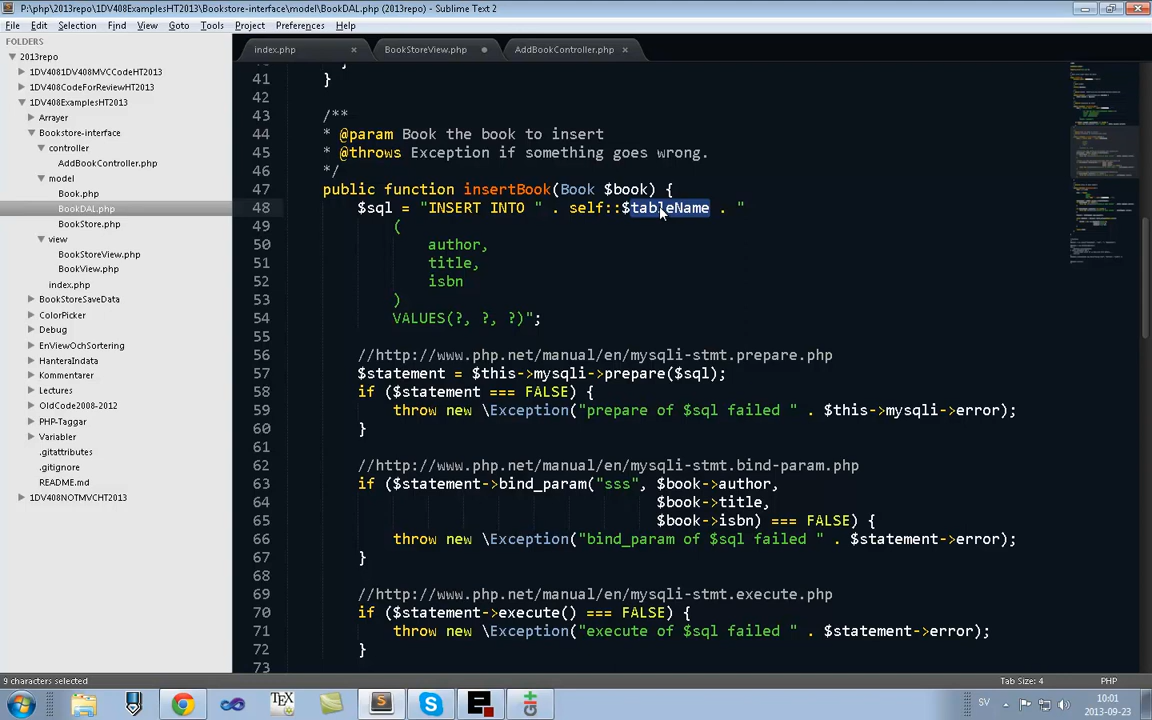 P:\php\2013repo\1DV408ExamplesHT2013\Bookstore-interface\model\BookDAL.php (2013repo) - Sublime Text 2
File Edit Selection Find View Goto Tools Project Preferences Help
FOLDERS
2013repo
1DV4081DV408MVCCodeHT2013
1DV408CodeForReviewHT2013
1DV408ExamplesHT2013
Arrayer
Bookstore-interface
controller
AddBookController.php
model
Book.php
BookDAL.php
BookStore.php
view
BookStoreView.php
BookView.php
index.php
BookStoreSaveData
ColorPicker
Debug
EnViewOchSortering
HanteraIndata
Kommentarer
Lectures
OldCode2008-2012
PHP-Taggar
Variabler
.gitattributes
.gitignore
README.md
1DV408NOTMVCHT2013
index.php BookStoreView.php AddBookController.php
41 }
42
43 /**
44 * @param Book the book to insert
45 * @throws Exception if something goes wrong.
46 */
47 public function insertBook(Book $book) {
48 $sql = "INSERT INTO " . self::$tableName . "
49 (
50 author,
51 title,
52 isbn
53 )
54 VALUES(?, ?, ?)";
55
56 //http://www.php.net/manual/en/mysqli-stmt.prepare.php
57 $statement = $this->mysqli->prepare($sql);
58 if ($statement === FALSE) {
59 throw new \Exception("prepare of $sql failed " . $this->mysqli->error);
60 }
61
62 //http://www.php.net/manual/en/mysqli-stmt.bind-param.php
63 if ($statement->bind_param("sss", $book->author,
64 $book->title,
65 $book->isbn) === FALSE) {
66 throw new \Exception("bind_param of $sql failed " . $statement->error);
67 }
68
69 //http://www.php.net/manual/en/mysqli-stmt.execute.php
70 if ($statement->execute() === FALSE) {
71 throw new \Exception("execute of $sql failed " . $statement->error);
72 }
73
9 characters selected Tab Size: 4 PHP
SV 10:01
2013-09-23